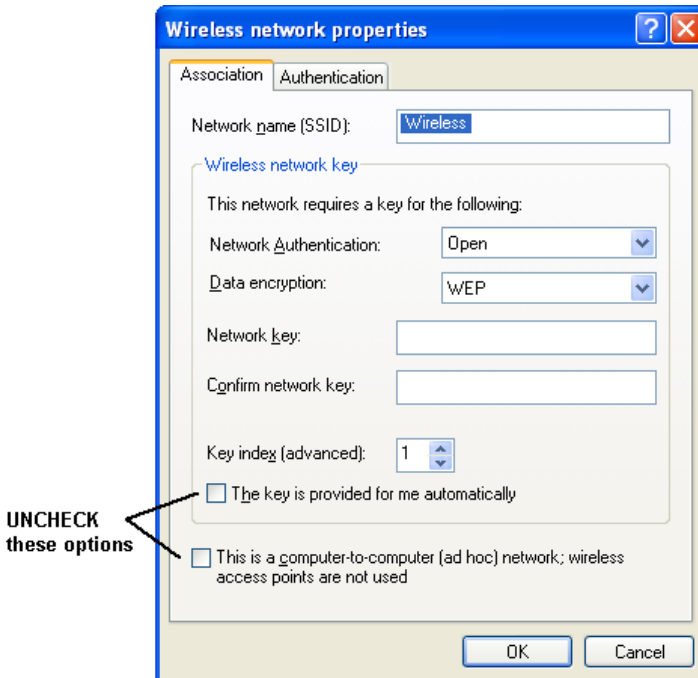 Wireless network properties
Association
Authentication
Network name (SSID):
Wireless
Wireless network key
This network requires a key for the following:
Network Authentication:
Open
Data encryption:
WEP
Network key:
Confirm network key:
Key index (advanced):
1
The key is provided for me automatically
UNCHECK
these options
This is a computer-to-computer (ad hoc) network; wireless
access points are not used
OK
Cancel